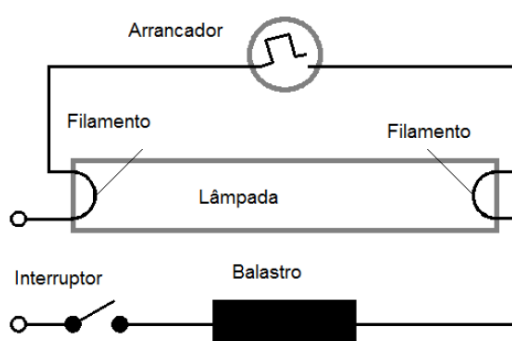 Arrancador
Filamento
Filamento
Lâmpada
Interruptor
Balastro